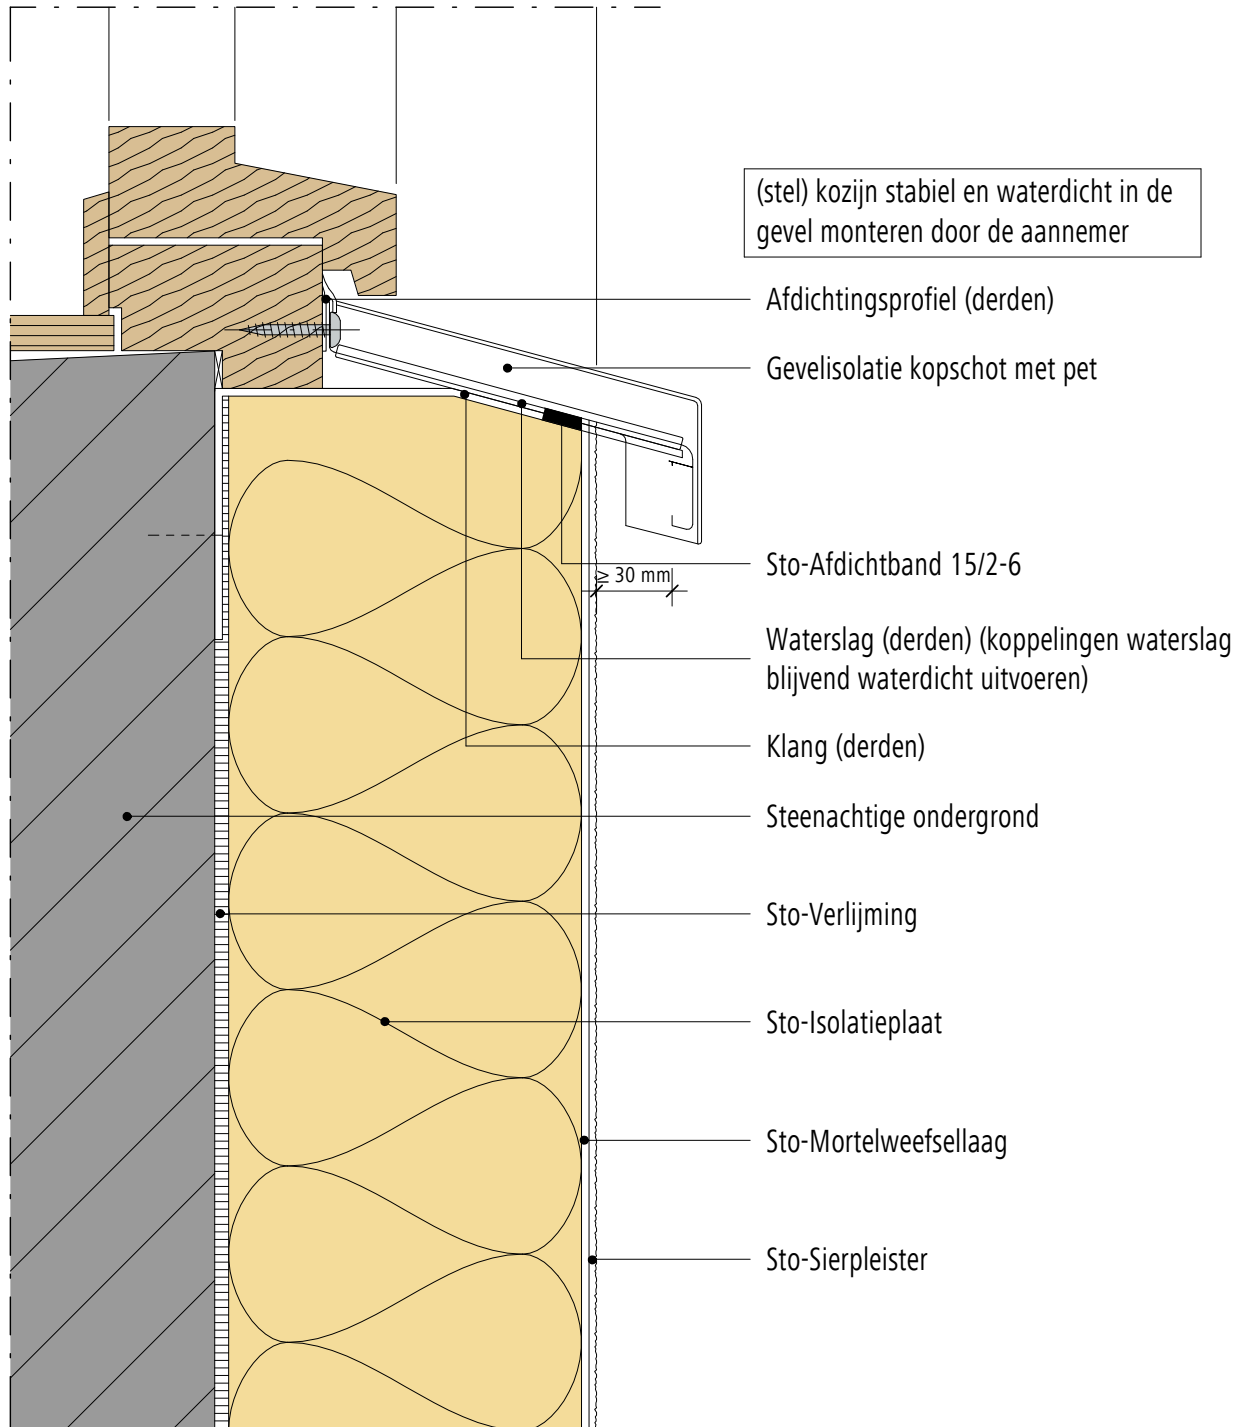 (stel) kozijn stabiel en waterdicht in de
gevel monteren door de aannemer
Afdichtingsprofiel (derden)
Gevelisolatie kopschot met pet
Sto-Afdichtband 15/2-6
≥ 30 mm
Waterslag (derden) (koppelingen waterslag
blijvend waterdicht uitvoeren)
Klang (derden)
Steenachtige ondergrond
Sto-Verlijming
Sto-Isolatieplaat
Sto-Mortelweefsellaag
Sto-Sierpleister